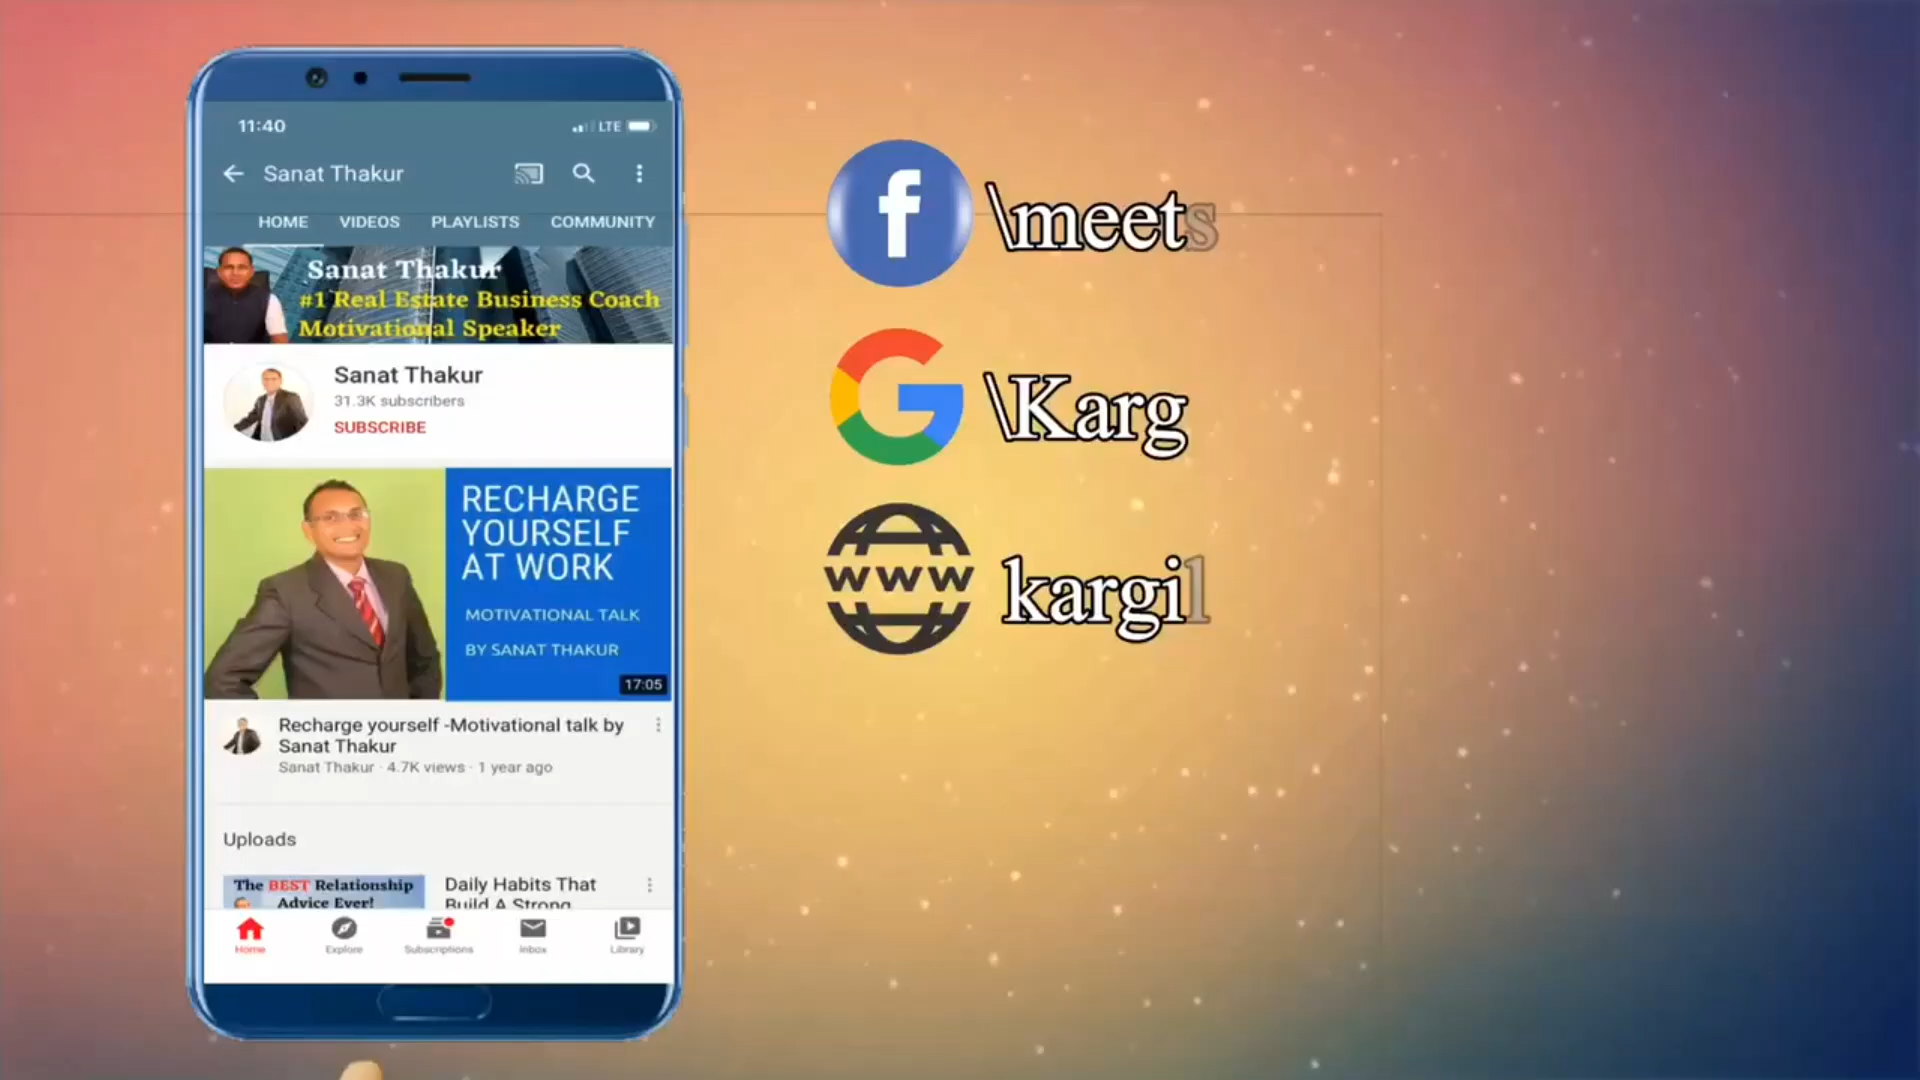 11:40
LTE
Sanat Thakur
HOME VIDEOS PLAYLISTS COMMUNITY
Sanat Thakur
#1 Real Estate Business Coach
Motivational Speaker
Sanat Thakur
31.3K subscribers
SUBSCRIBE
RECHARGE
YOURSELF
AT WORK
MOTIVATIONAL TALK
BY SANAT THAKUR
17:05
Recharge yourself -Motivational talk by
Sanat Thakur
Sanat Thakur · 4.7K views · 1 year ago
Uploads
The BEST Relationship
Advice Ever!
Daily Habits That
Build A Strong
Home Explore Subscriptions Inbox Library
f \meets
G \Karg
www kargil